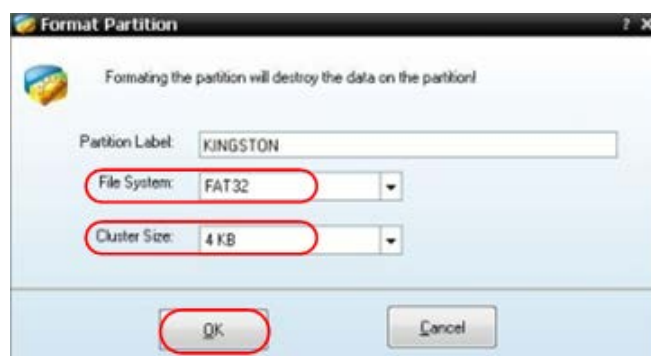 Format Partition ? X
Formating the partition will destroy the data on the partition!
Partition Label: KINGSTON
File System: FAT32
Cluster Size: 4 KB
OK Cancel